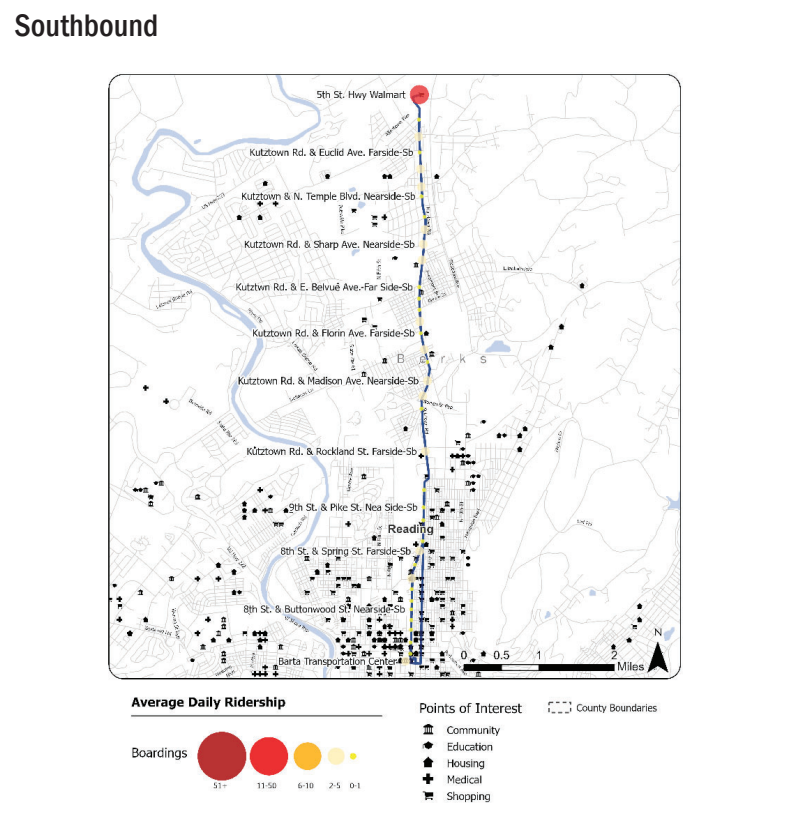 Southbound
5th St. Hwy Walmart
Kutztown Rd. & Euclid Ave. Farside-Sb
Kutztown & N. Temple Blvd. Nearside-Sb
Kutztown Rd. & Sharp Ave. Nearside-Sb
Kutztwn Rd. & E. Belvue Ave.-Far Side-Sb
Kutztown Rd. & Florin Ave. Farside-Sb
Berks
Kutztown Rd. & Madison Ave. Nearside-Sb
Kutztown Rd. & Rockland St. Farside-Sb
9th St. & Pike St. Nea Side-Sb
Reading
8th St. & Spring St. Farside-Sb
8th St. & Buttonwood St. Nearside-Sb
N
Barta Transportation Center
0 0.5 1 2
Miles
Average Daily Ridership
Boardings
51+ 11-50 6-10 2-5 0-1
Points of Interest
Community
Education
Housing
Medical
Shopping
County Boundaries